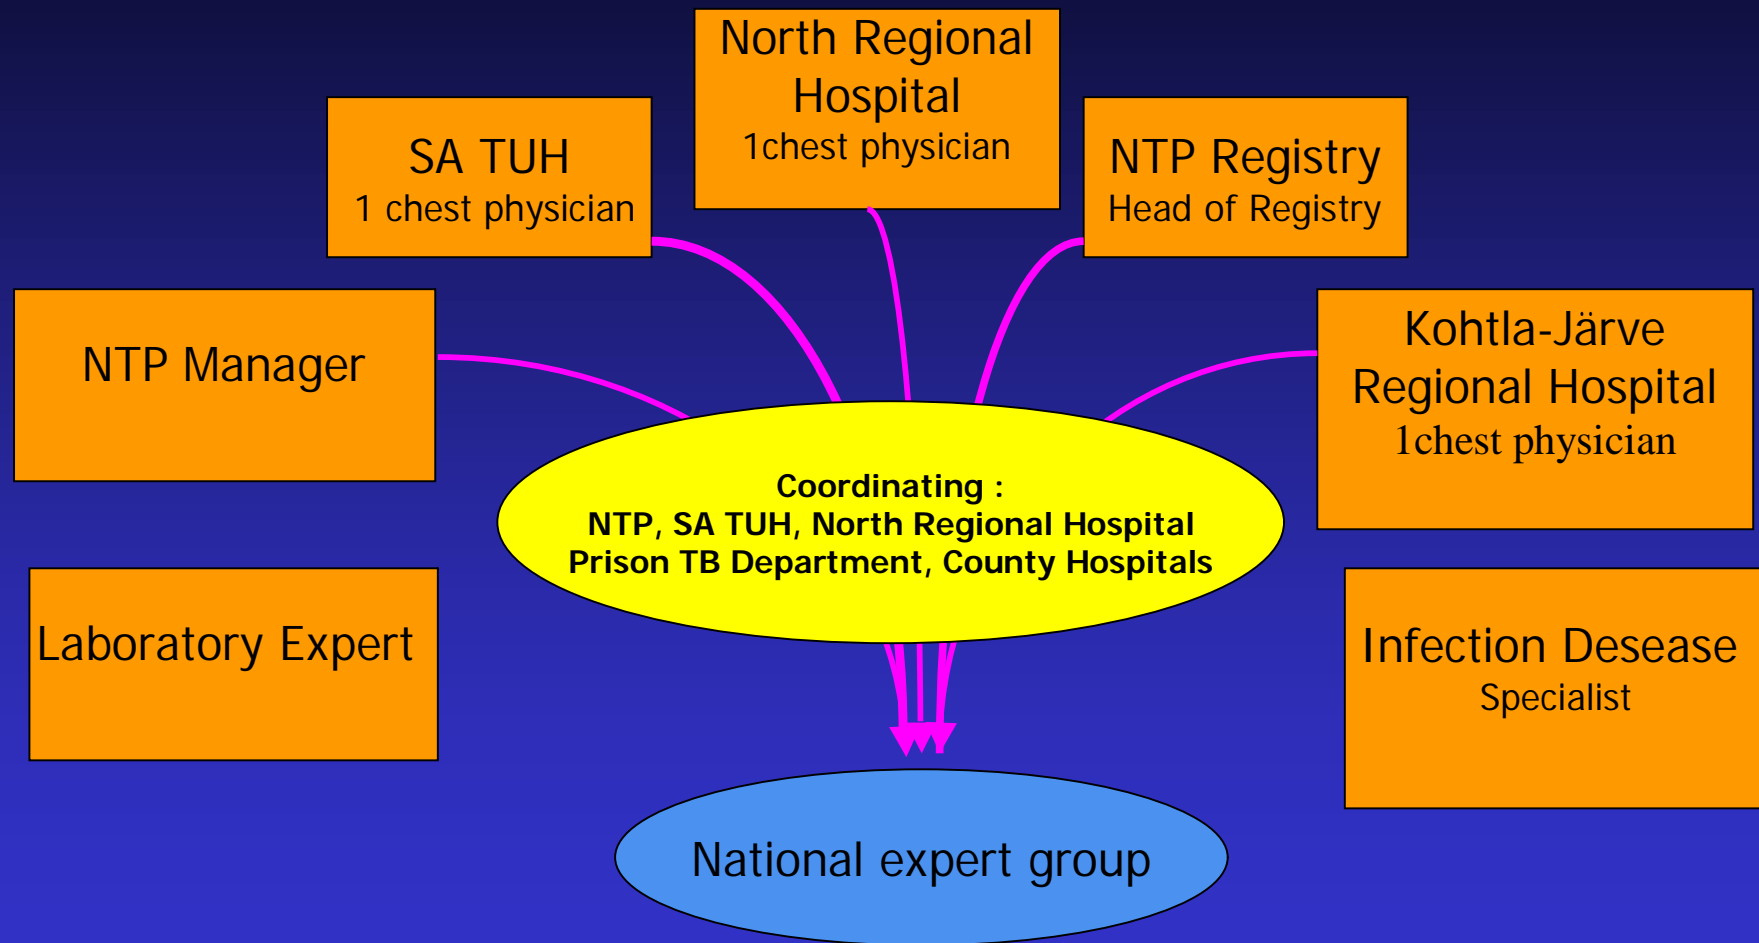 North Regional
Hospital
1chest physician
SA TUH
1 chest physician
NTP Registry
Head of Registry
NTP Manager
Kohtla-Järve
Regional Hospital
1chest physician
Coordinating :
NTP, SA TUH, North Regional Hospital
Prison TB Department, County Hospitals
Laboratory Expert
Infection Desease
Specialist
National expert group